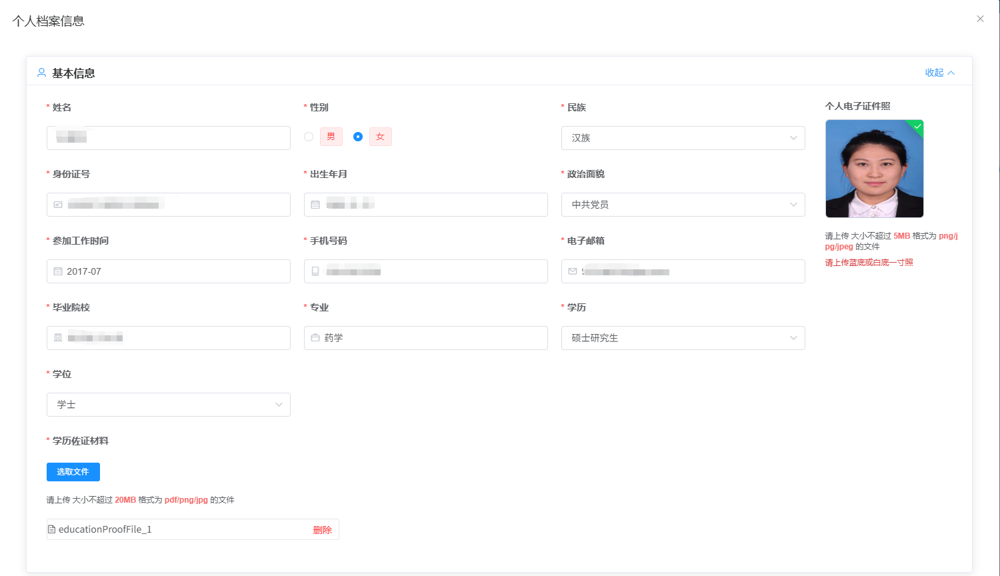 个人档案信息
基本信息
收起
* 姓名
* 性别
男
女
* 民族
汉族
个人电子证件照
* 身份证号
* 出生年月
* 政治面貌
中共党员
* 参加工作时间
2017-07
* 手机号码
* 电子邮箱
请上传 大小不超过 5MB 格式为 png/j
pg/jpeg 的文件
请上传蓝底或白底一寸照
* 毕业院校
* 专业
药学
* 学历
硕士研究生
* 学位
学士
* 学历佐证材料
选取文件
请上传 大小不超过 20MB 格式为 pdf/png/jpg 的文件
educationProofFile_1
删除